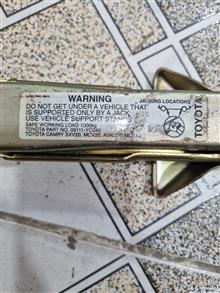 WARNING
DO NOT GET UNDER A VEHICLE THAT
IS SUPPORTED ONLY BY A JACK
USE VEHICLE SUPPORT STANDS
SAFE WORKING LOAD 1000kg
TOYOTA PART NO. 09111-YC040
TOYOTA CAMRY SXV20, MCV20, AVALON
JACKING LOCATIONS
TOYOTA